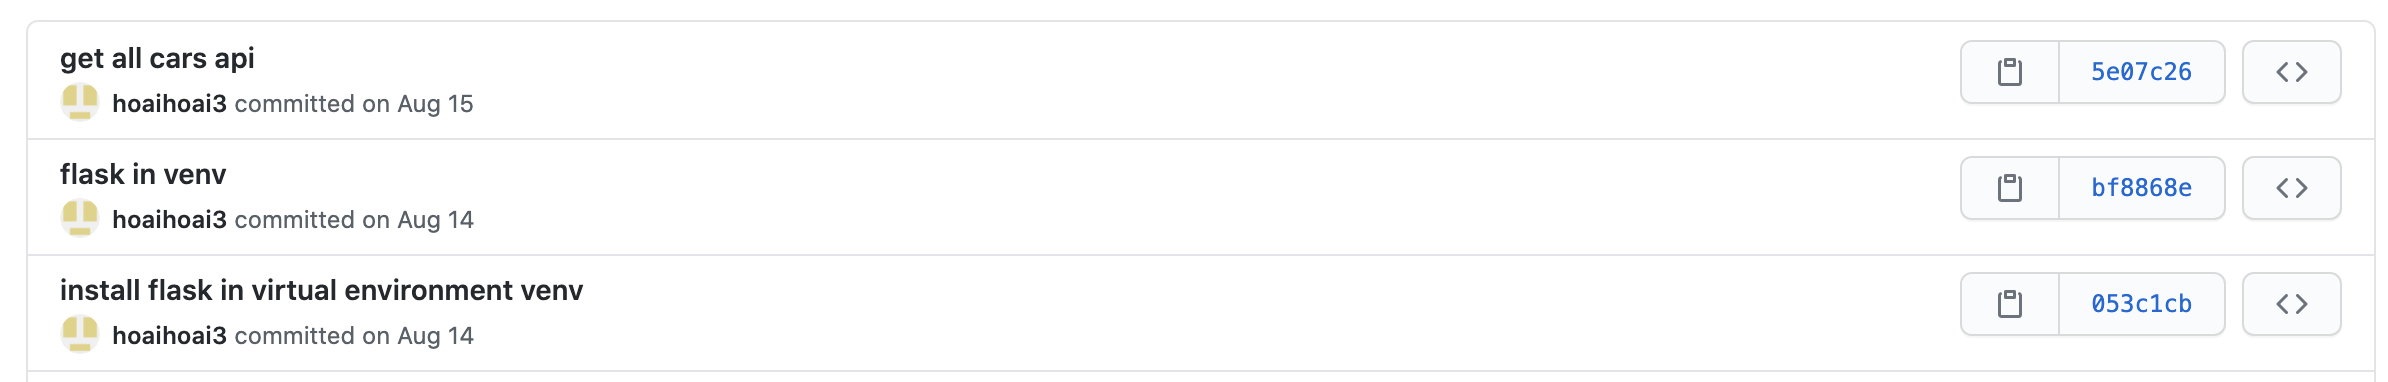 get all cars api
hoaihoai3 committed on Aug 15
5e07c26
flask in venv
hoaihoai3 committed on Aug 14
bf8868e
install flask in virtual environment venv
hoaihoai3 committed on Aug 14
053c1cb